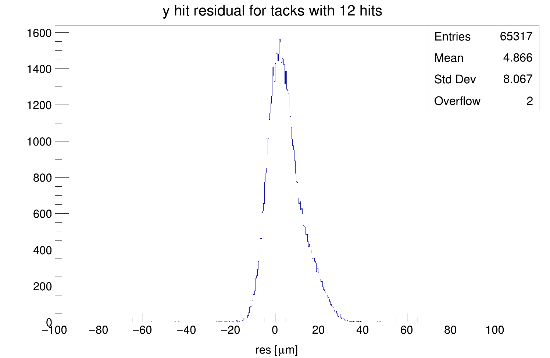 y hit residual for tacks with 12 hits
Entries 65317
Mean 4.866
Std Dev 8.067
Overflow 2
1600
1400
1200
1000
800
600
400
200
0
−100 −80 −60 −40 −20 0 20 40 60 80 100
res [μm]